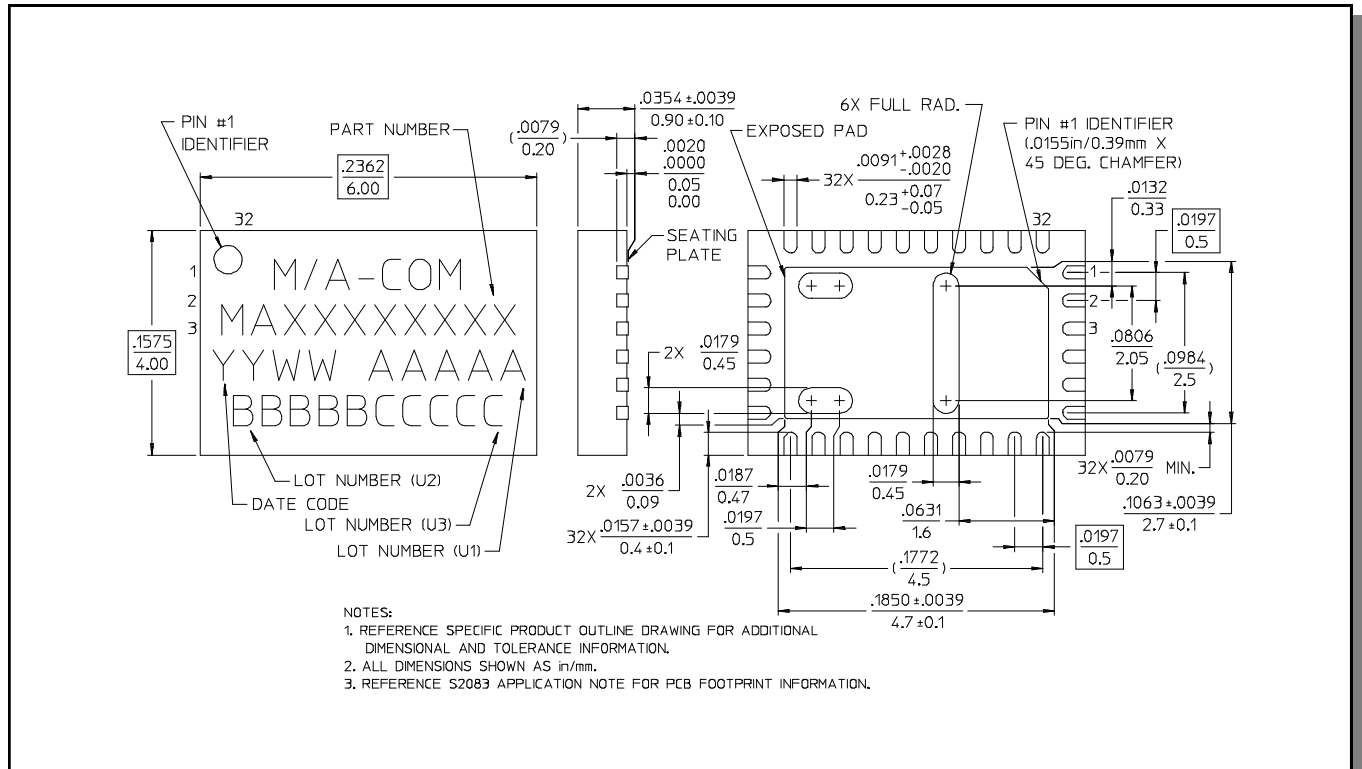 PIN #1
IDENTIFIER
PART NUMBER
.2362
6.00
32
1
2
3
M/A-COM
MAXXXXXXXXX
YYWW AAAAA
BBBBBCCCCC
.1575
4.00
LOT NUMBER (U2)
DATE CODE
LOT NUMBER (U3)
LOT NUMBER (U1)
.0354 ±.0039
0.90 ±0.10
(.0079)
0.20
.0020
.0000
0.05
0.00
SEATING
PLATE
EXPOSED PAD
6X FULL RAD.
PIN #1 IDENTIFIER
(.0155in/0.39mm X
45 DEG. CHAMFER)
32X .0091 +.0028 -.0020
0.23 +0.07 -0.05
32
.0132
0.33
.0197
0.5
1
2
3
.0806
2.05
(.0984)
2.5
2X .0179
0.45
2X .0036
0.09
32X .0157 ±.0039
0.4 ±0.1
.0187
0.47
.0197
0.5
.0179
0.45
.0631
1.6
32X .0079 MIN.
0.20
.1063 ±.0039
2.7 ±0.1
.0197
0.5
(.1772)
4.5
.1850 ±.0039
4.7 ±0.1
NOTES:
1. REFERENCE SPECIFIC PRODUCT OUTLINE DRAWING FOR ADDITIONAL
DIMENSIONAL AND TOLERANCE INFORMATION.
2. ALL DIMENSIONS SHOWN AS in/mm.
3. REFERENCE S2083 APPLICATION NOTE FOR PCB FOOTPRINT INFORMATION.